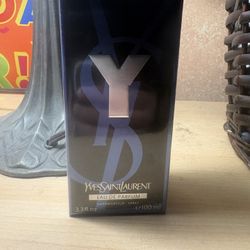 Y
YVESSAINTLAURENT
EAU DE PARFUM
3.3 fl oz ℮ 100 ml